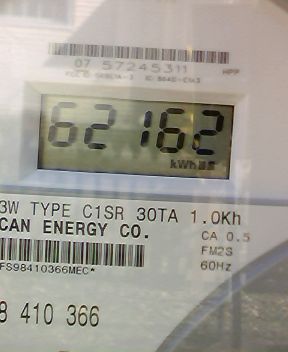 07 57245311
62162
kWh
3W TYPE C1SR 30TA 1.0Kh
CAN ENERGY CO.
CA 0.5
FM2S
60Hz
FS98410366MEC*
8 410 366